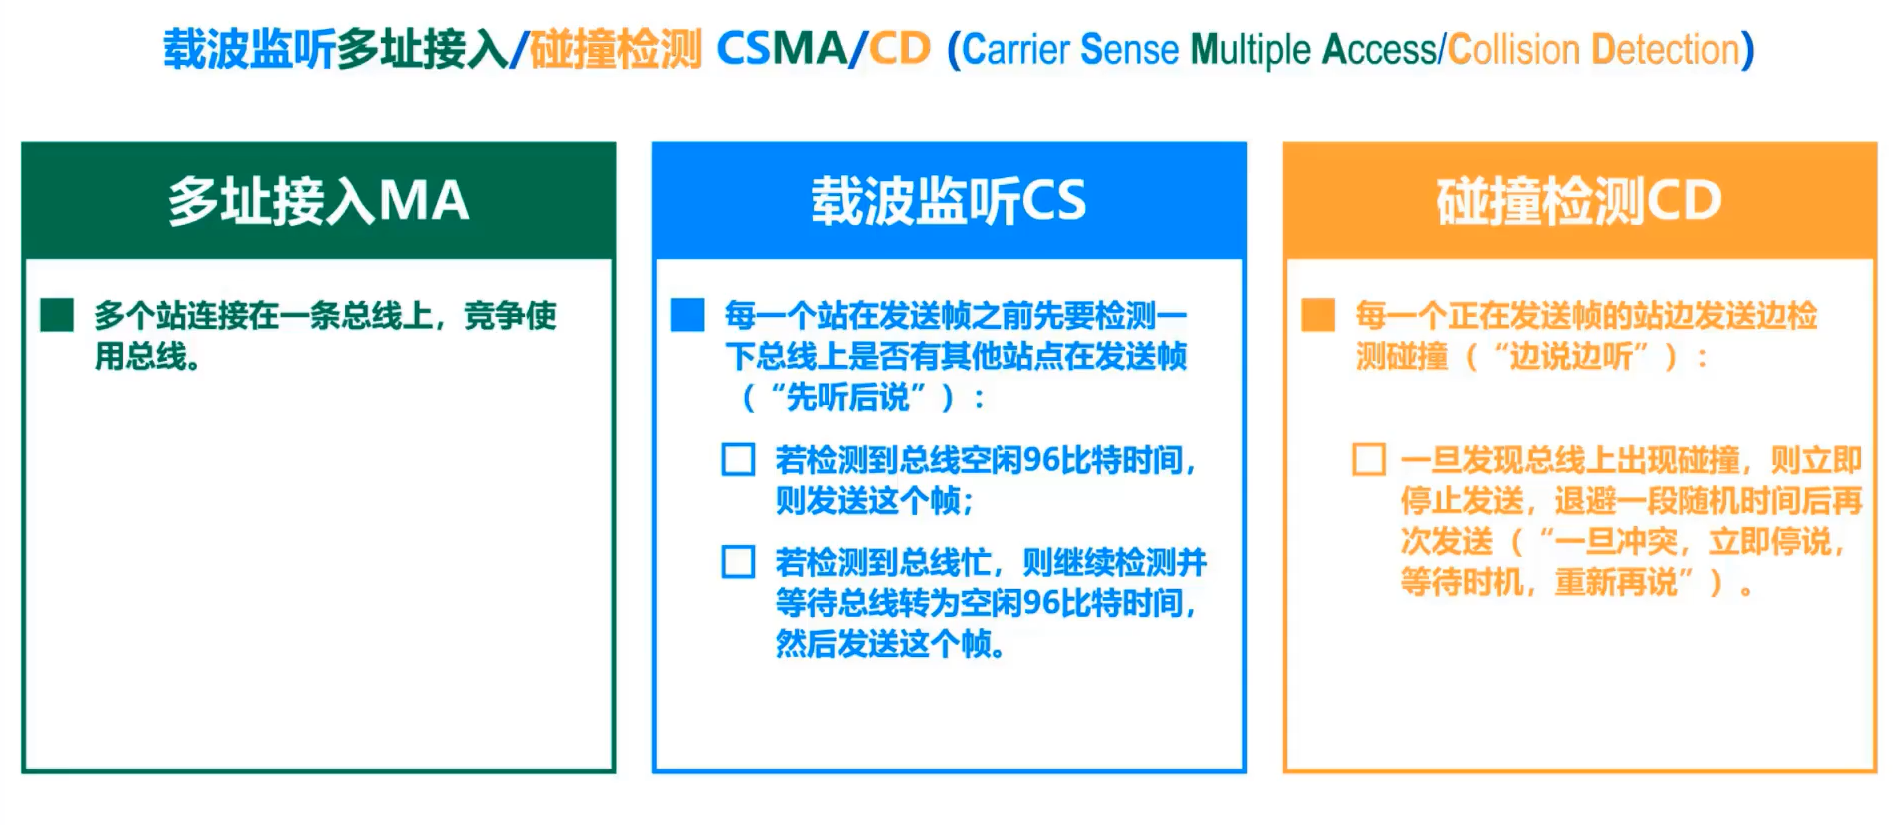 载波监听多址接入/碰撞检测 CSMA/CD (Carrier Sense Multiple Access/Collision Detection)
多址接入MA
多个站连接在一条总线上，竞争使
用总线。
载波监听CS
每一个站在发送帧之前先要检测一
下总线上是否有其他站点在发送帧
（“先听后说”）：
若检测到总线空闲96比特时间，
则发送这个帧；
若检测到总线忙，则继续检测并
等待总线转为空闲96比特时间，
然后发送这个帧。
碰撞检测CD
每一个正在发送帧的站边发送边检
测碰撞（“边说边听”）：
一旦发现总线上出现碰撞，则立即
停止发送，退避一段随机时间后再
次发送（“一旦冲突，立即停说，
等待时机，重新再说”）。